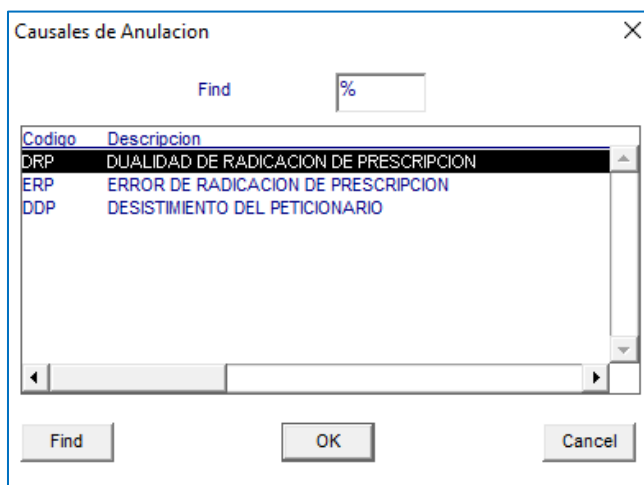 Causales de Anulacion
Find %
Codigo Descripcion
DRP DUALIDAD DE RADICACION DE PRESCRIPCION
ERP ERROR DE RADICACION DE PRESCRIPCION
DDP DESISTIMIENTO DEL PETICIONARIO
Find OK Cancel